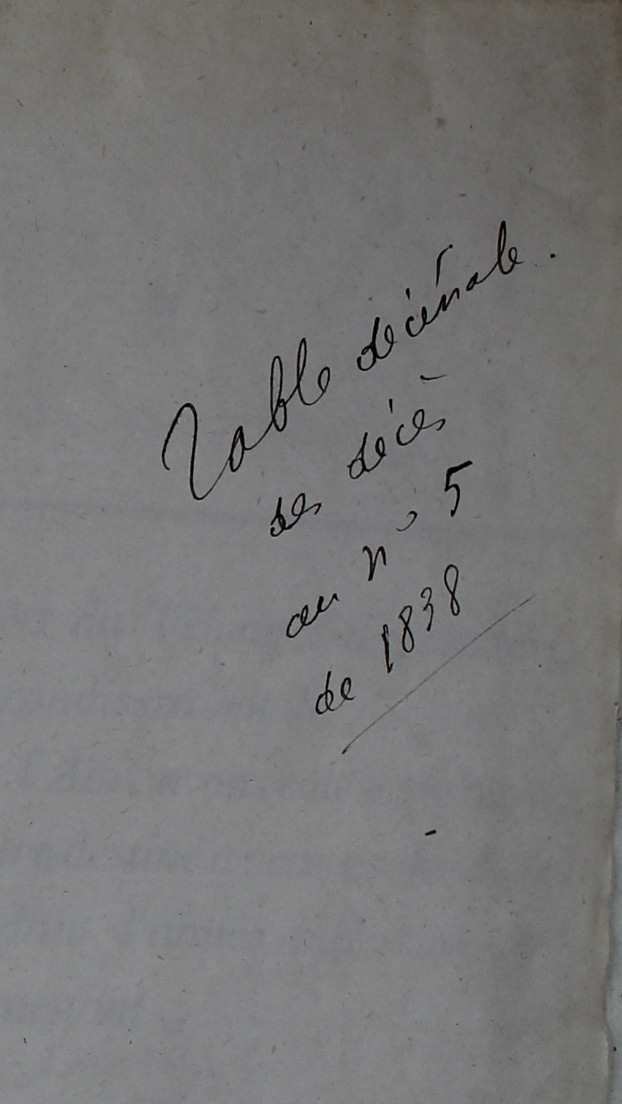 Table décénale.
des décès
au n° 5
de 1838